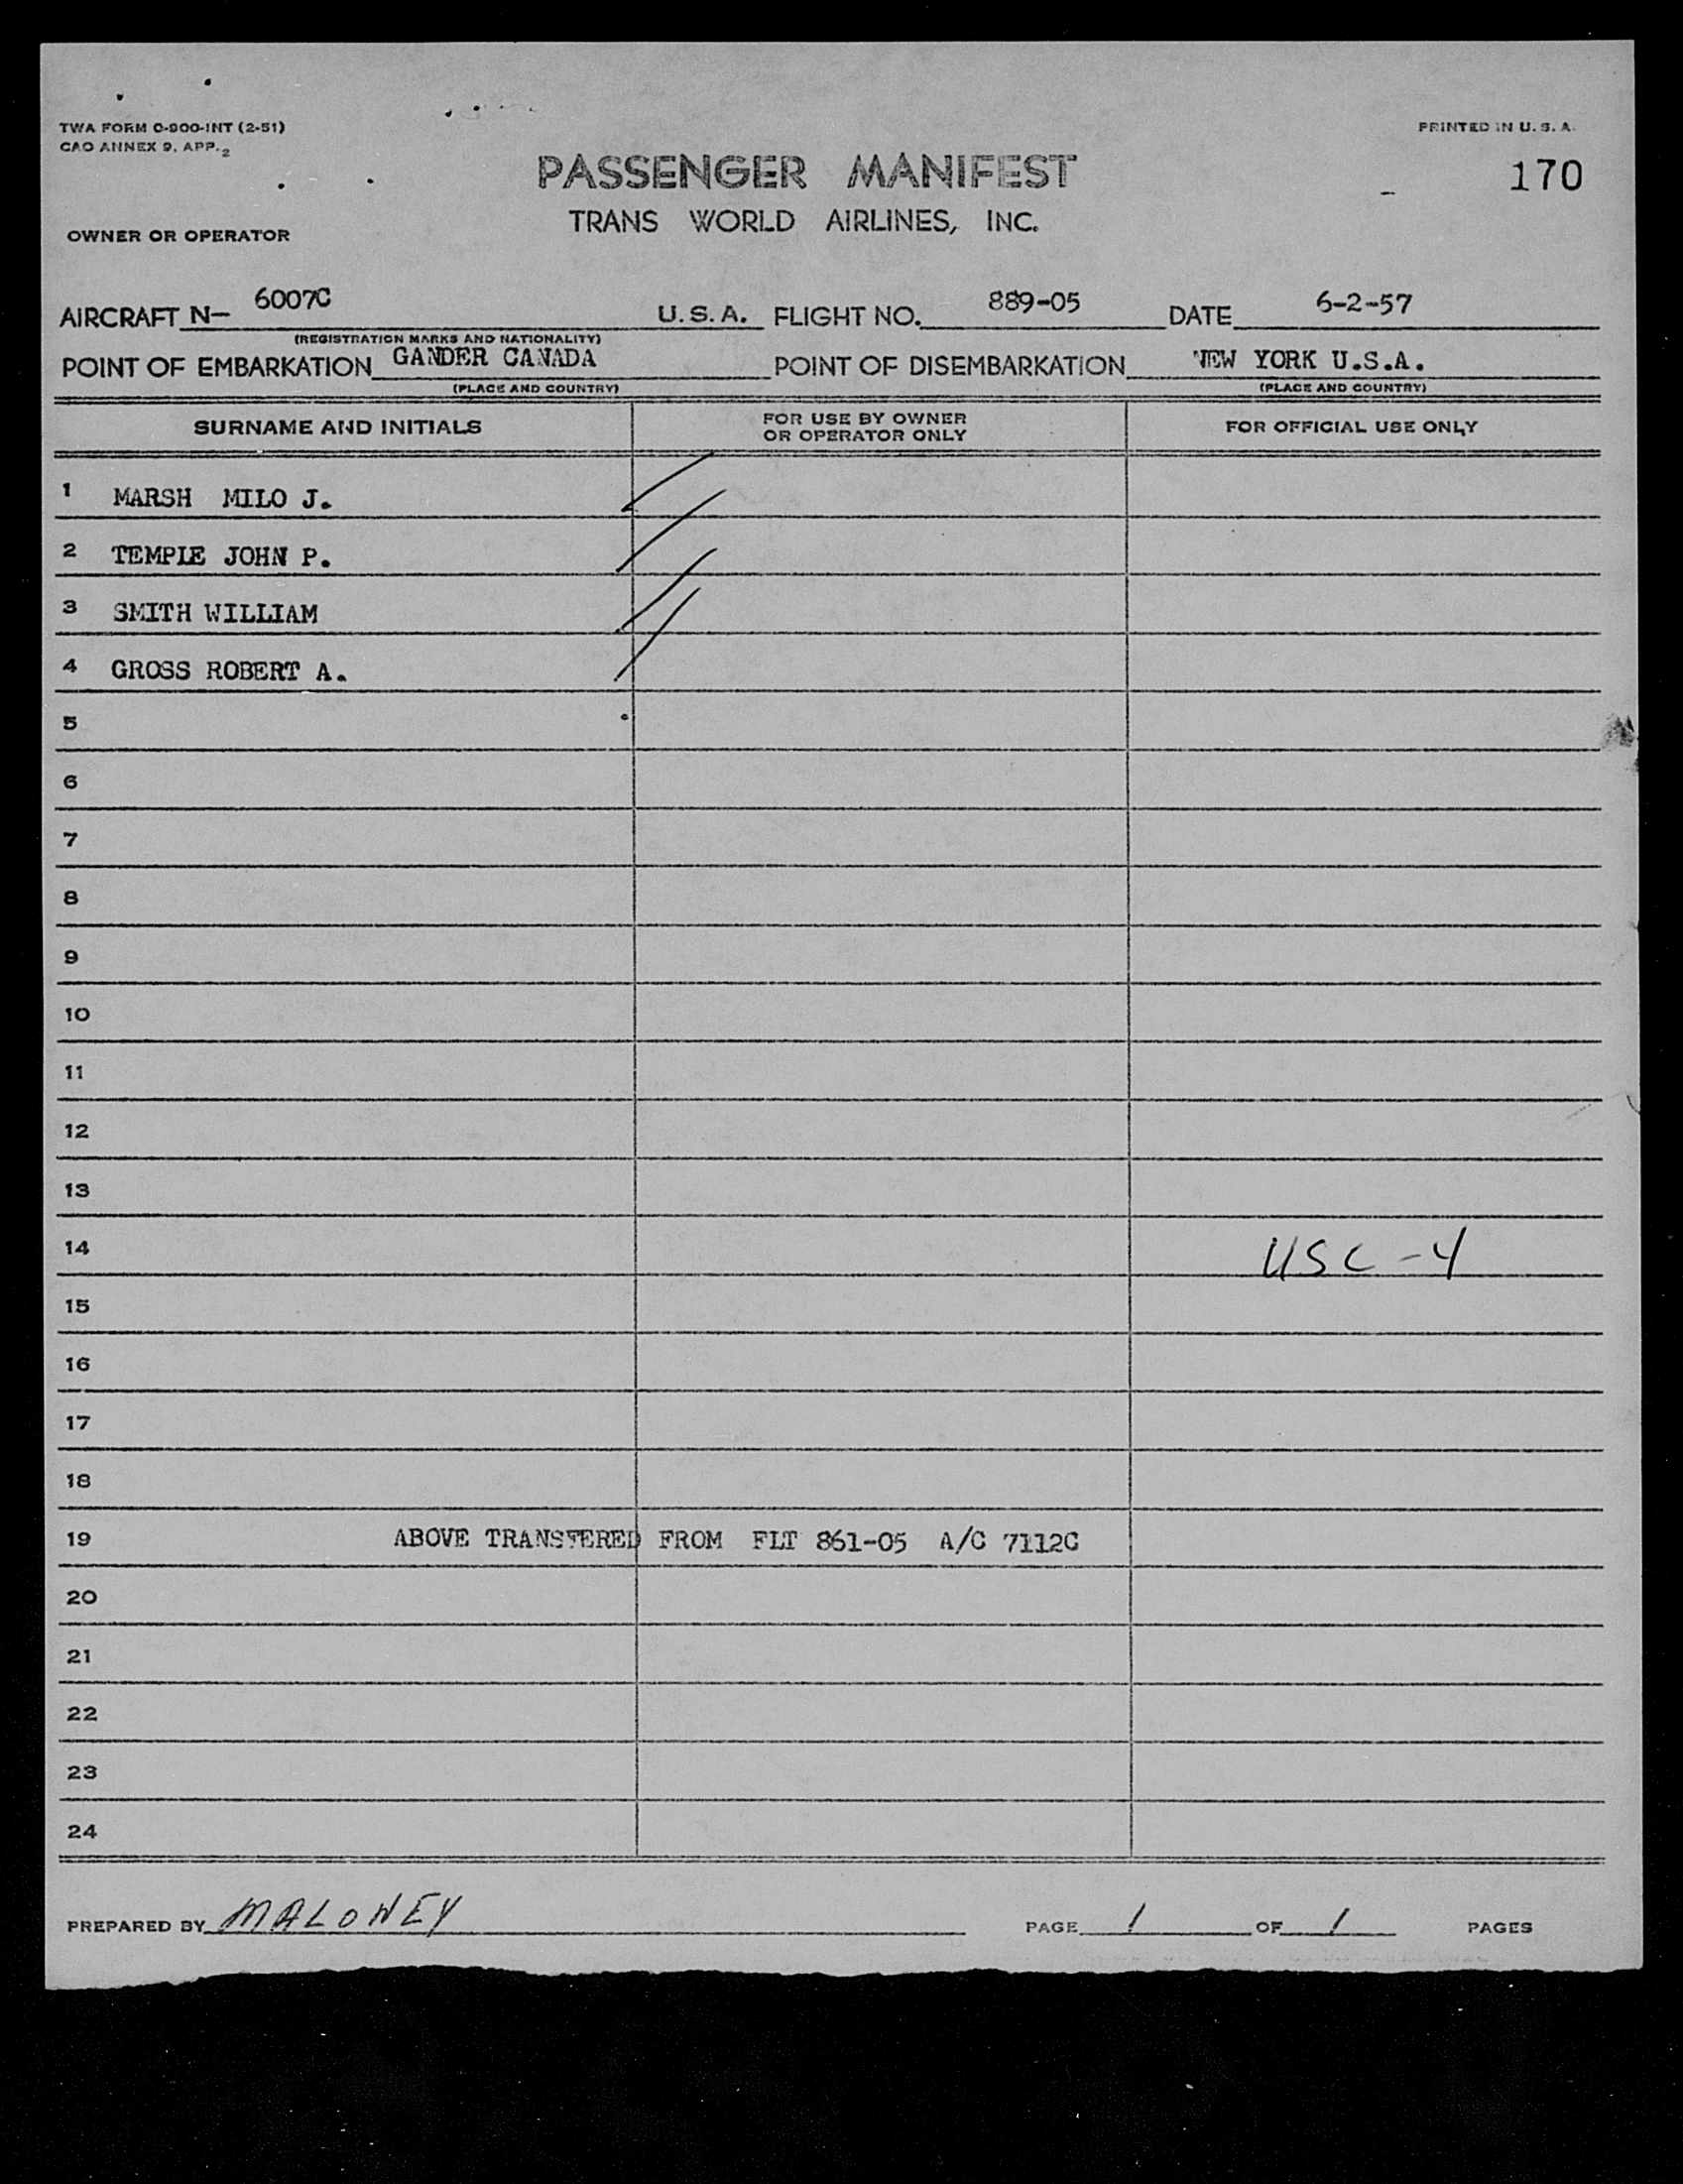 TWA FORM O-900-INT (2-51)
CAO ANNEX 9, APP. 2
PRINTED IN U. S. A.
170
PASSENGER MANIFEST
TRANS WORLD AIRLINES, INC.
OWNER OR OPERATOR
AIRCRAFT N- 6007C U.S.A. FLIGHT NO. 889-05 DATE 6-2-57
(REGISTRATION MARKS AND NATIONALITY)
POINT OF EMBARKATION GANDER CANADA POINT OF DISEMBARKATION NEW YORK U.S.A.
(PLACE AND COUNTRY) (PLACE AND COUNTRY)
SURNAME AND INITIALS FOR USE BY OWNER OR OPERATOR ONLY FOR OFFICIAL USE ONLY
1 MARSH MILO J.
2 TEMPLE JOHN P.
3 SMITH WILLIAM
4 GROSS ROBERT A.
5
6
7
8
9
10
11
12
13
14 USC-4
15
16
17
18
19 ABOVE TRANSFERED FROM FLT 861-05 A/C 7112C
20
21
22
23
24
PREPARED BY MALONEY PAGE 1 OF 1 PAGES